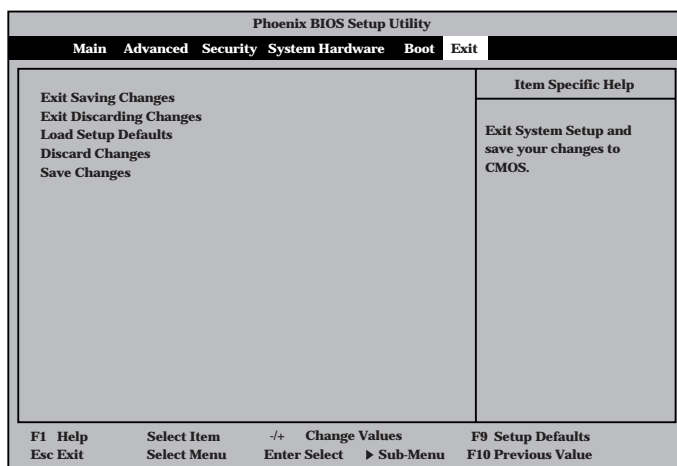 Phoenix BIOS Setup Utility
Main Advanced Security System Hardware Boot Exit
Item Specific Help
Exit Saving Changes
Exit Discarding Changes
Load Setup Defaults
Discard Changes
Save Changes
Exit System Setup and
save your changes to
CMOS.
F1 Help Select Item -/+ Change Values F9 Setup Defaults
Esc Exit Select Menu Enter Select ▶ Sub-Menu F10 Previous Value